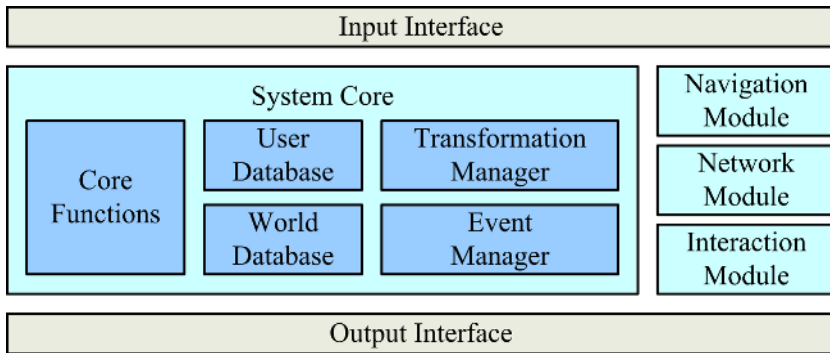 Input Interface
System Core
Core
Functions
User
Database
Transformation
Manager
World
Database
Event
Manager
Navigation
Module
Network
Module
Interaction
Module
Output Interface